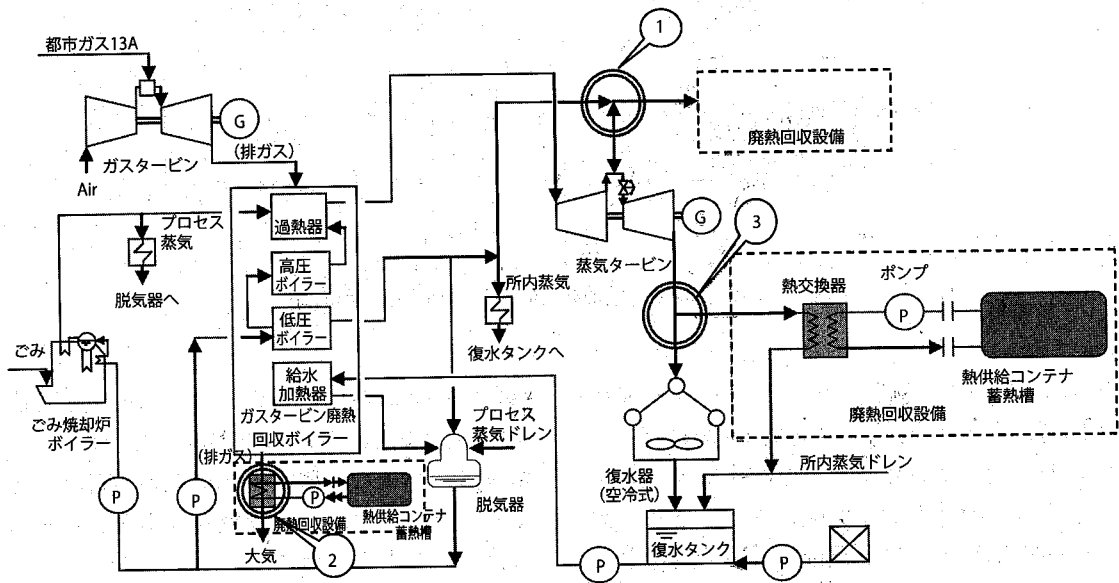 都市ガス13A
G
(排ガス)
ガスタービン
Air
1
廃熱回収設備
プロセス
蒸気
脱気器へ
過熱器
高圧
ボイラー
低圧
ボイラー
給水
加熱器
ガスタービン廃熱
回収ボイラー
(排ガス)
所内蒸気
復水タンクへ
G
蒸気タービン
3
熱交換器
ポンプ
P
熱供給コンテナ
蓄熱槽
廃熱回収設備
ごみ
ごみ焼却炉
ボイラー
P
P
プロセス
蒸気ドレン
脱気器
P
熱供給コンテナ
蓄熱槽
廃熱回収設備
大気
2
復水器
(空冷式)
所内蒸気ドレン
復水タンク
P
P